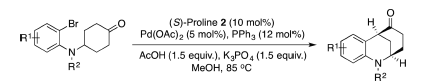 Br
O
R¹
N
R²
(S)-Proline 2 (10 mol%)
Pd(OAc)₂ (5 mol%), PPh₃ (12 mol%)
AcOH (1.5 equiv.), K₃PO₄ (1.5 equiv.)
MeOH, 85 ºC
H
O
R¹
N
R²
H